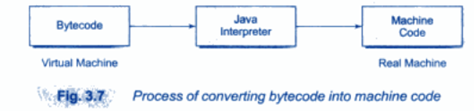 Bytecode
Java
Interpreter
Machine
Code
Virtual Machine
Real Machine
Fig. 3.7 Process of converting bytecode into machine code